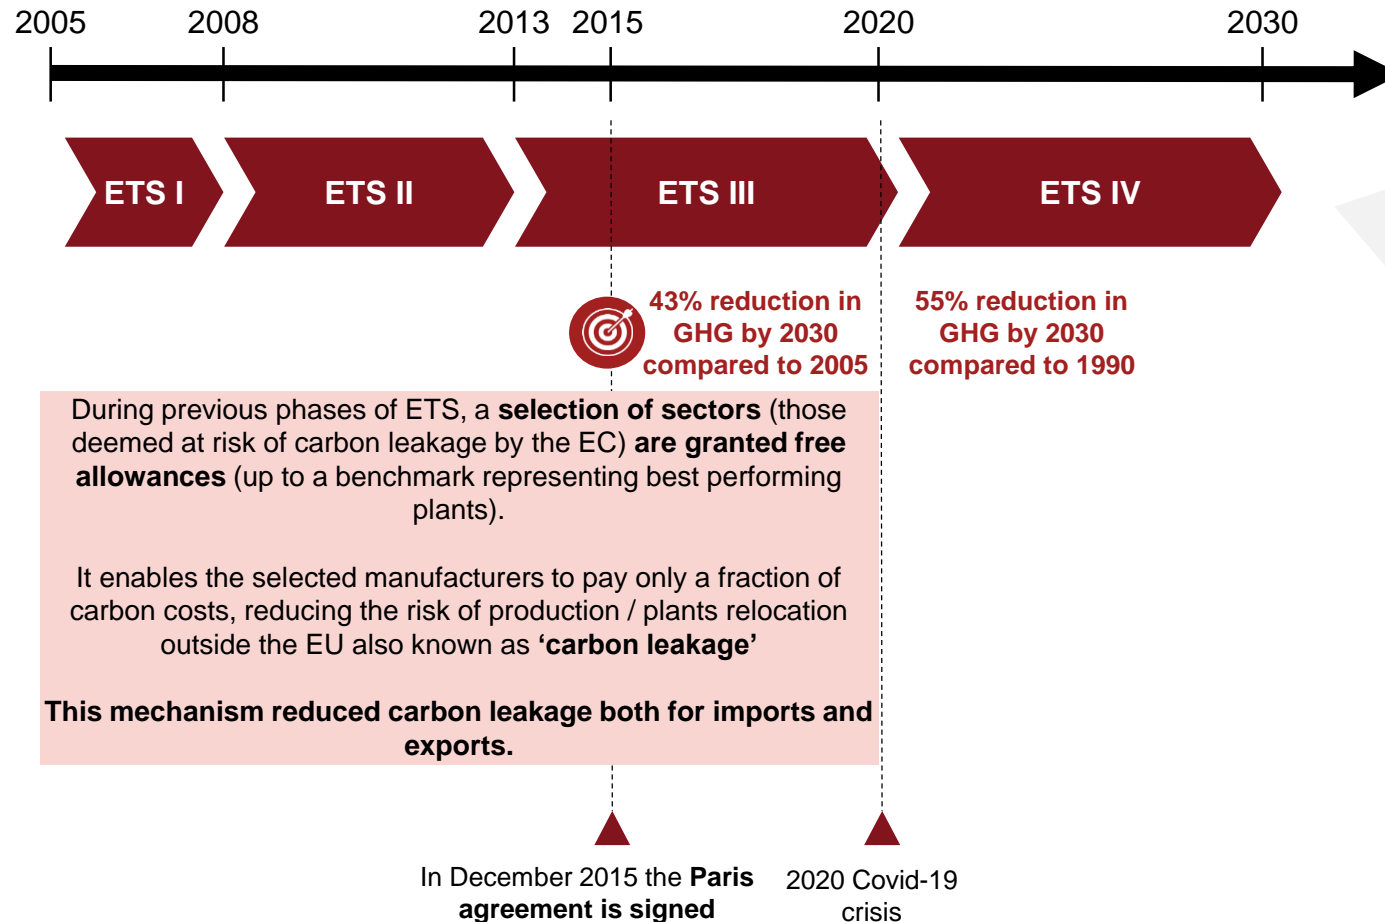 2005 2008 2013 2015 2020 2030
ETS I ETS II ETS III ETS IV
43% reduction in
GHG by 2030
compared to 2005
55% reduction in
GHG by 2030
compared to 1990
During previous phases of ETS, a selection of sectors (those
deemed at risk of carbon leakage by the EC) are granted free
allowances (up to a benchmark representing best performing
plants).
It enables the selected manufacturers to pay only a fraction of
carbon costs, reducing the risk of production / plants relocation
outside the EU also known as ‘carbon leakage’
This mechanism reduced carbon leakage both for imports and
exports.
In December 2015 the Paris
agreement is signed
2020 Covid-19
crisis